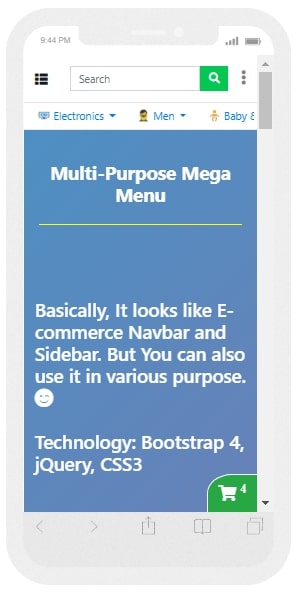 9:44 PM
Search
Electronics Men Baby &
Multi-Purpose Mega
Menu
Basically, It looks like E-
commerce Navbar and
Sidebar. But You can also
use it in various purpose.
Technology: Bootstrap 4,
jQuery, CSS3
4